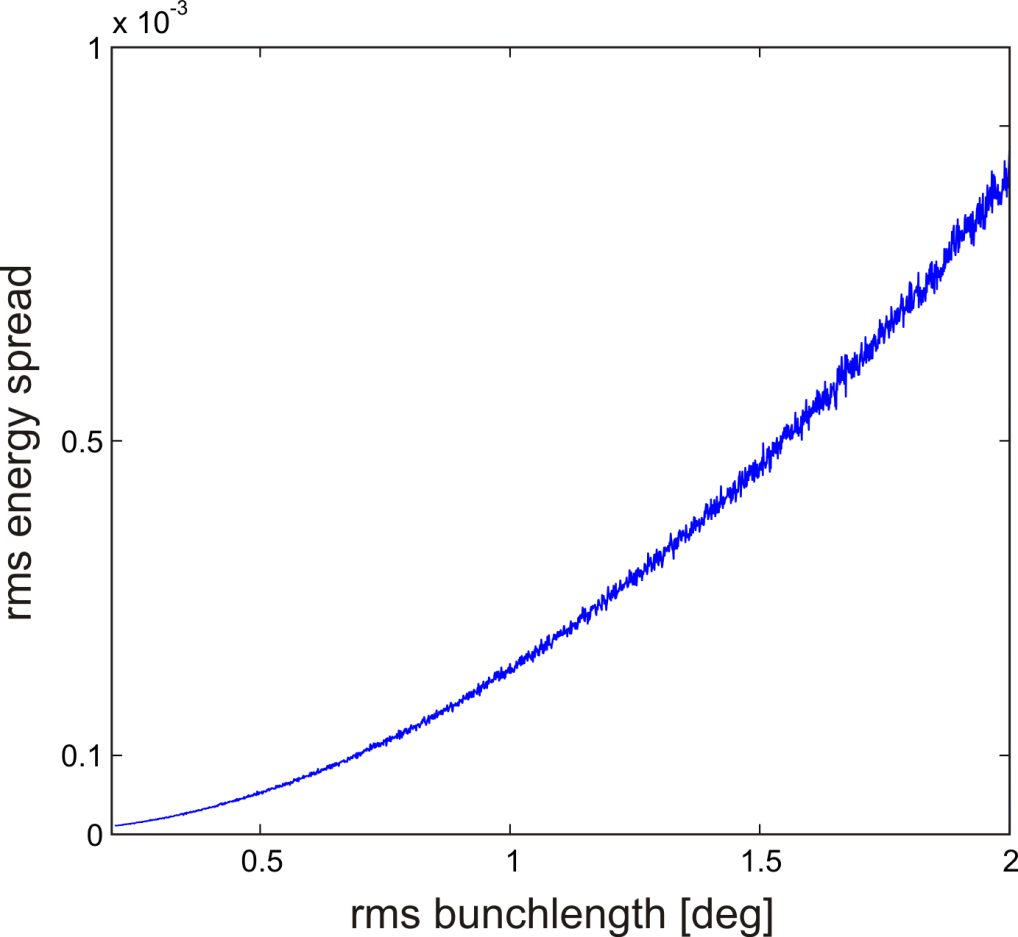 x 10-3
1
0.5
0.1
0
rms energy spread
0.5 1 1.5 2
rms bunchlength [deg]